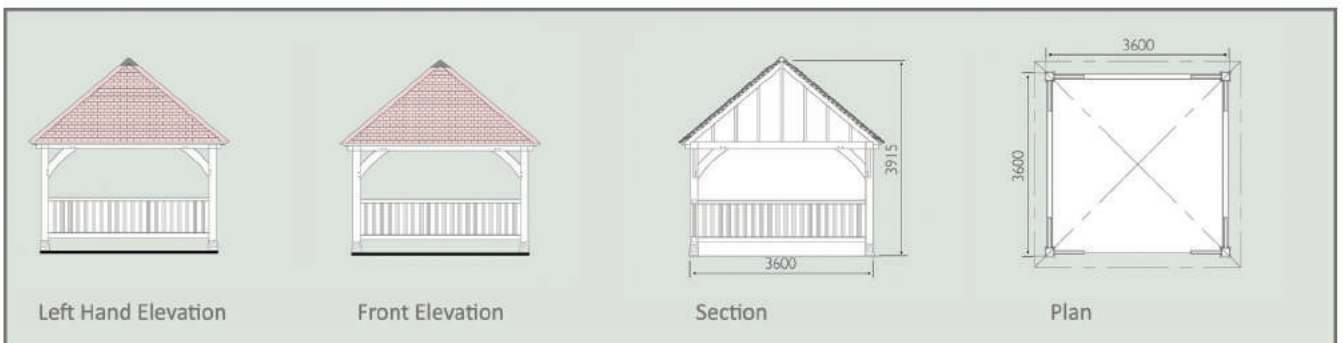 3600
3915
3600
3600
Left Hand Elevation
Front Elevation
Section
Plan